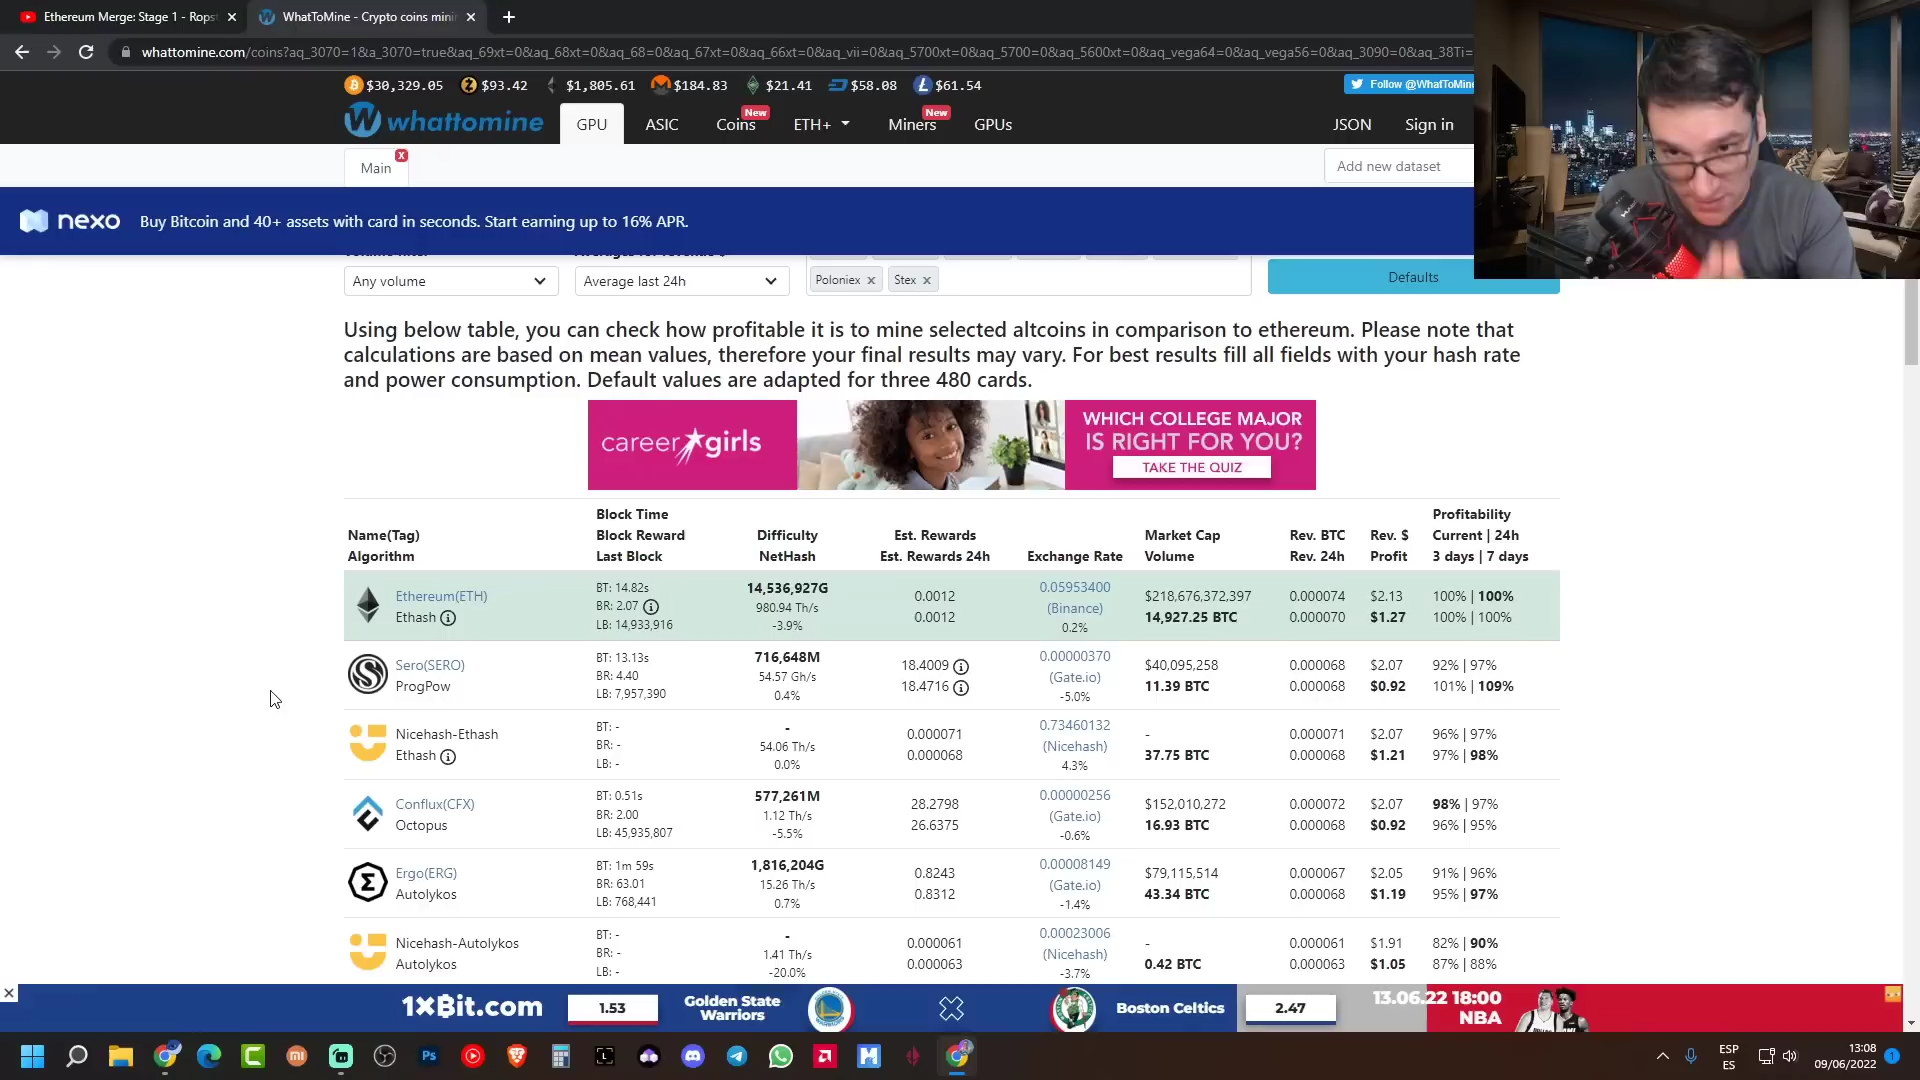 Ethereum Merge: Stage 1 - Rops
WhatToMine - Crypto coins mini
whattomine.com/coins?aq_3070=1&a_3070=true&aq_69xt=0&aq_68xt=0&aq_68=0&aq_67xt=0&aq_66xt=0&aq_vii=0&aq_5700xt=0&aq_5700=0&aq_5600xt=0&aq_vega64=0&aq_vega56=0&aq_3090=0&aq_38Ti=
$30,329.05 $93.42 $1,805.61 $184.83 $21.41 $58.08 $61.54
Follow @WhatToMine
whattomine
GPU ASIC Coins New ETH+ Miners New GPUs JSON Sign in
Main x
Add new dataset
nexo Buy Bitcoin and 40+ assets with card in seconds. Start earning up to 16% APR.
Any volume Average last 24h Poloniex Stex Defaults
Using below table, you can check how profitable it is to mine selected altcoins in comparison to ethereum. Please note that
calculations are based on mean values, therefore your final results may vary. For best results fill all fields with your hash rate
and power consumption. Default values are adapted for three 480 cards.
career girls
WHICH COLLEGE MAJOR
IS RIGHT FOR YOU?
TAKE THE QUIZ
Block Time Profitability
Name(Tag) Block Reward Difficulty Est. Rewards Market Cap Rev. BTC Rev. $ Current | 24h
Algorithm Last Block NetHash Est. Rewards 24h Exchange Rate Volume Rev. 24h Profit 3 days | 7 days
BT: 14.82s 14,536,927G 0.05953400
Ethereum(ETH) BR: 2.07 980.94 Th/s 0.0012 (Binance) $218,676,372,397 0.000074 $2.13 100% | 100%
Ethash LB: 14,933,916 -3.9% 0.0012 0.2% 14,927.25 BTC 0.000070 $1.27 100% | 100%
BT: 13.13s 716,648M 0.00000370
Sero(SERO) BR: 4.40 54.57 Gh/s 18.4009 (Gate.io) $40,095,258 0.000068 $2.07 92% | 97%
ProgPow LB: 7,957,390 0.4% 18.4716 -5.0% 11.39 BTC 0.000068 $0.92 101% | 109%
BT: - - 0.73460132
Nicehash-Ethash BR: - 54.06 Th/s 0.000071 (Nicehash) - 0.000071 $2.07 96% | 97%
Ethash LB: - 0.0% 0.000068 4.3% 37.75 BTC 0.000068 $1.21 97% | 98%
BT: 0.51s 577,261M 0.00000256
Conflux(CFX) BR: 2.00 1.12 Th/s 28.2798 (Gate.io) $152,010,272 0.000072 $2.07 98% | 97%
Octopus LB: 45,935,807 -5.5% 26.6375 -0.6% 16.93 BTC 0.000068 $0.92 96% | 95%
BT: 1m 59s 1,816,204G 0.00008149
Ergo(ERG) BR: 63.01 15.26 Th/s 0.8243 (Gate.io) $79,115,514 0.000067 $2.05 91% | 96%
Autolykos LB: 768,441 0.7% 0.8312 -1.4% 43.34 BTC 0.000068 $1.19 95% | 97%
BT: - - 0.00023006
Nicehash-Autolykos BR: - 1.41 Th/s 0.000061 (Nicehash) - 0.000061 $1.91 82% | 90%
Autolykos LB: - -20.0% 0.000063 -3.7% 0.42 BTC 0.000063 $1.05 87% | 88%
1XBit.com 1.53 Golden State
Warriors Boston Celtics 2.47 13.06.22 18:00
NBA
ESP
ES
13:08
09/06/2022